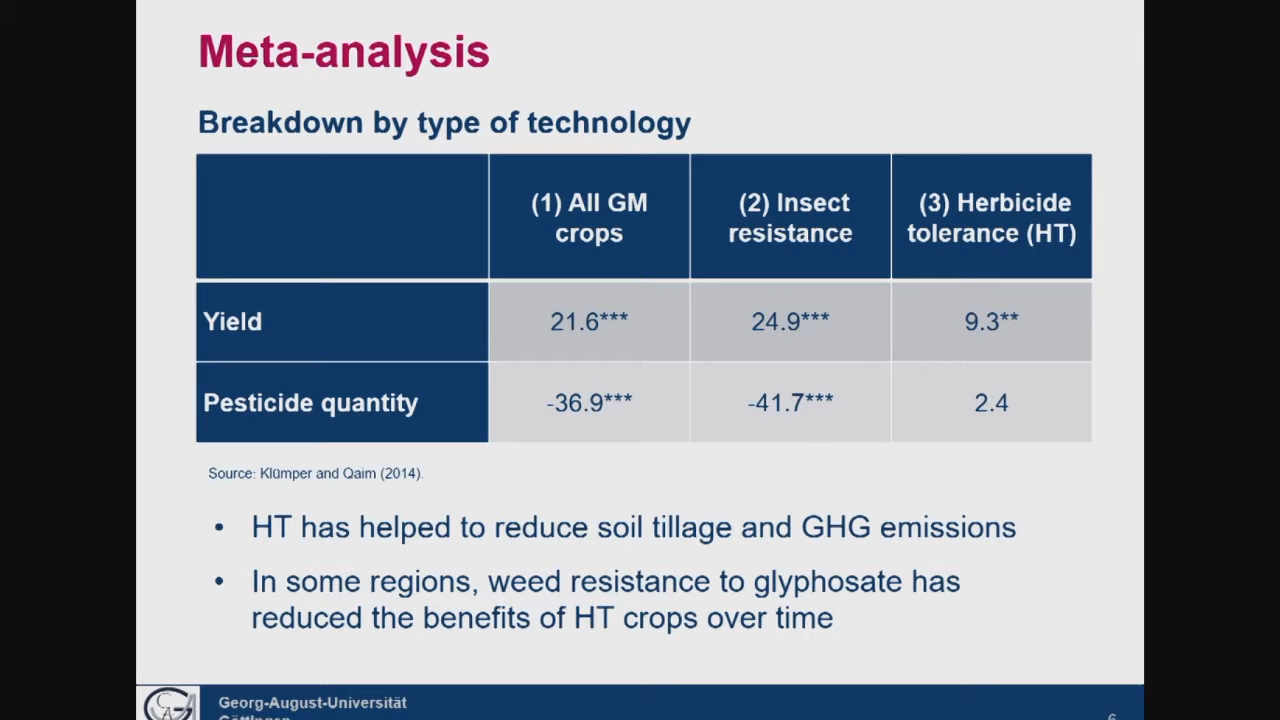 Meta-analysis
Breakdown by type of technology
(1) All GM crops
(2) Insect resistance
(3) Herbicide tolerance (HT)
Yield
21.6***
24.9***
9.3**
Pesticide quantity
-36.9***
-41.7***
2.4
Source: Klümper and Qaim (2014).
• HT has helped to reduce soil tillage and GHG emissions
• In some regions, weed resistance to glyphosate has
reduced the benefits of HT crops over time
Georg-August-Universität
Göttingen
6